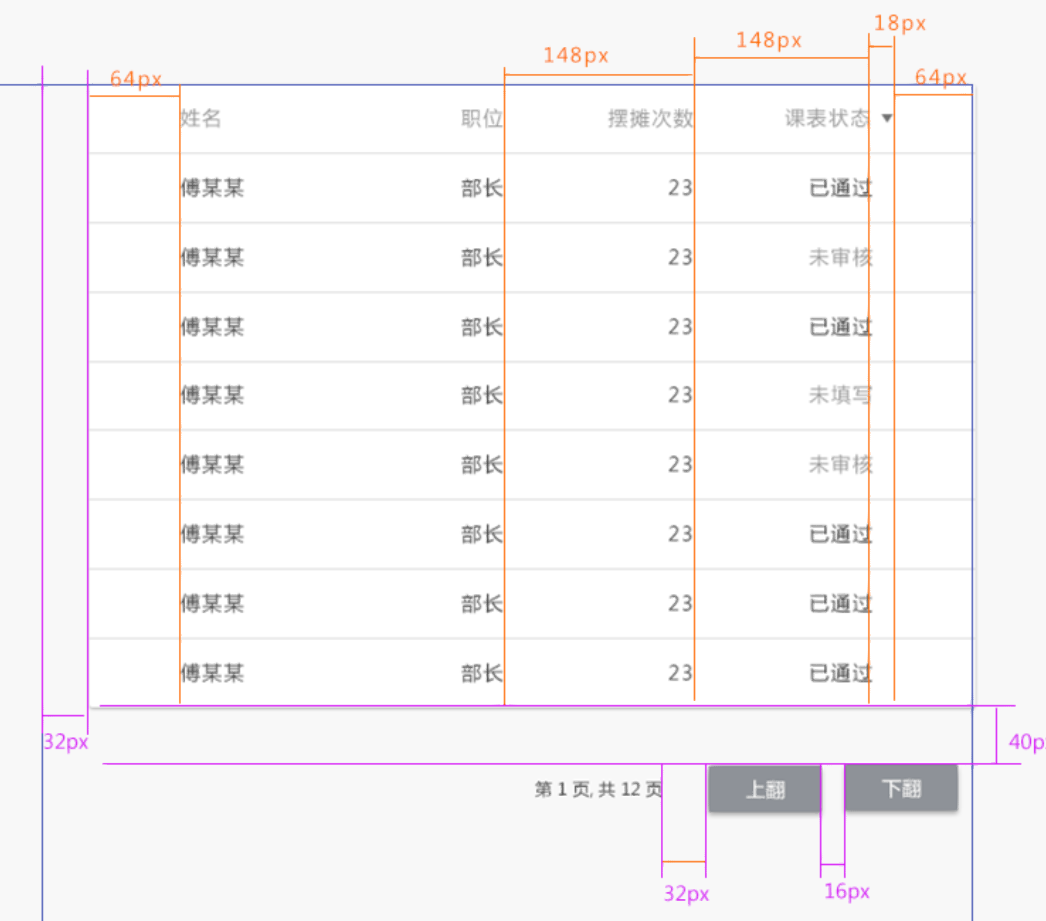 18px
148px
148px
64px
64px
姓名 职位 摆摊次数 课表状态
傅某某 部长 23 已通过
傅某某 部长 23 未审核
傅某某 部长 23 已通过
傅某某 部长 23 未填写
傅某某 部长 23 未审核
傅某某 部长 23 已通过
傅某某 部长 23 已通过
傅某某 部长 23 已通过
32px
40p
第 1 页, 共 12 页 上翻 下翻
32px
16px